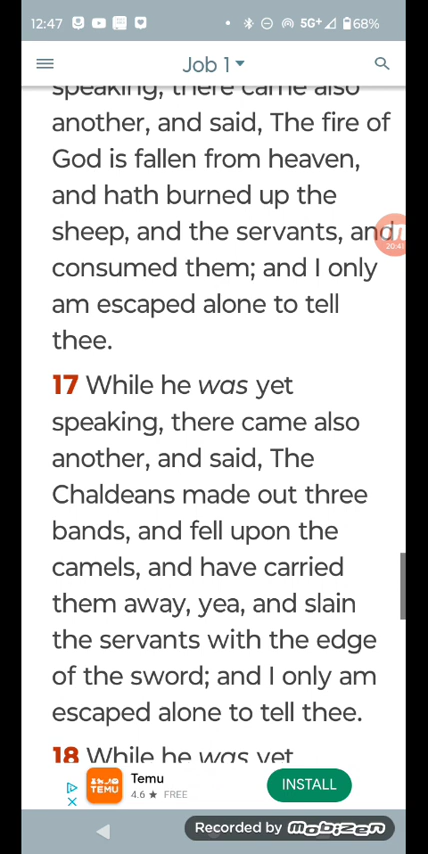 12:47 5G+ 68%
Job 1
speaking, there came also
another, and said, The fire of
God is fallen from heaven,
and hath burned up the
sheep, and the servants, and
consumed them; and I only
am escaped alone to tell
thee.
20:41
17 While he was yet
speaking, there came also
another, and said, The
Chaldeans made out three
bands, and fell upon the
camels, and have carried
them away, yea, and slain
the servants with the edge
of the sword; and I only am
escaped alone to tell thee.
18 While he was yet
TEMU
Temu
4.6 ★ FREE
INSTALL
Recorded by Mobizen